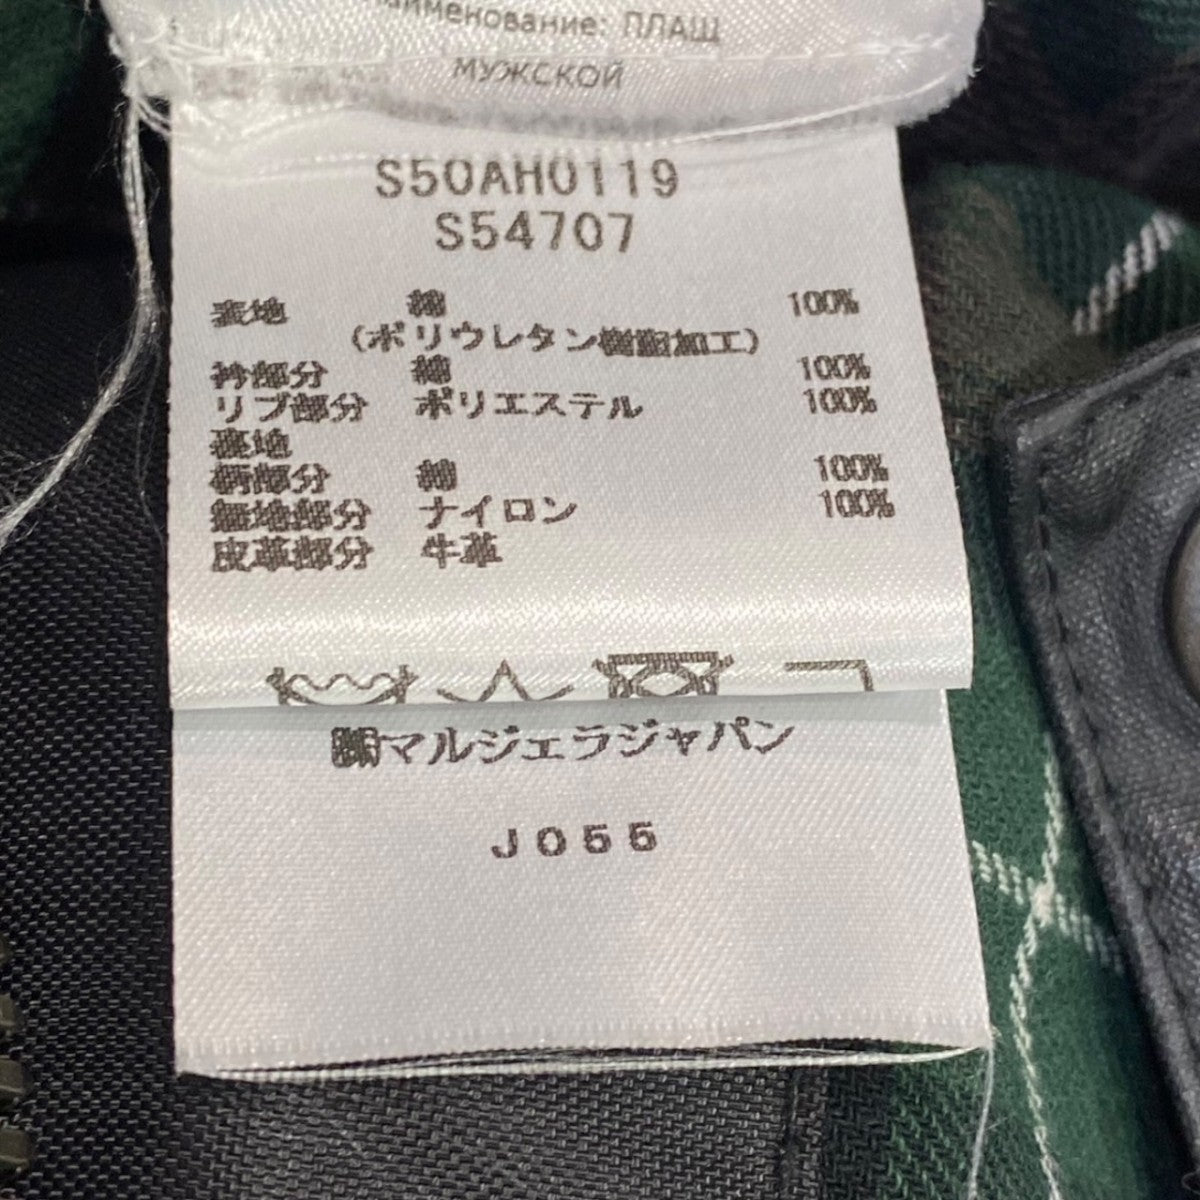 наименование: ПЛАЩ
МУЖСКОЙ
S50AH0119
S54707
表地 綿 100%
(ポリウレタン樹脂加工)
衿部分 綿 100%
リブ部分 ポリエステル 100%
裏地
柄部分 綿 100%
無地部分 ナイロン 100%
皮革部分 牛革
㈱マルジェラジャパン
J055